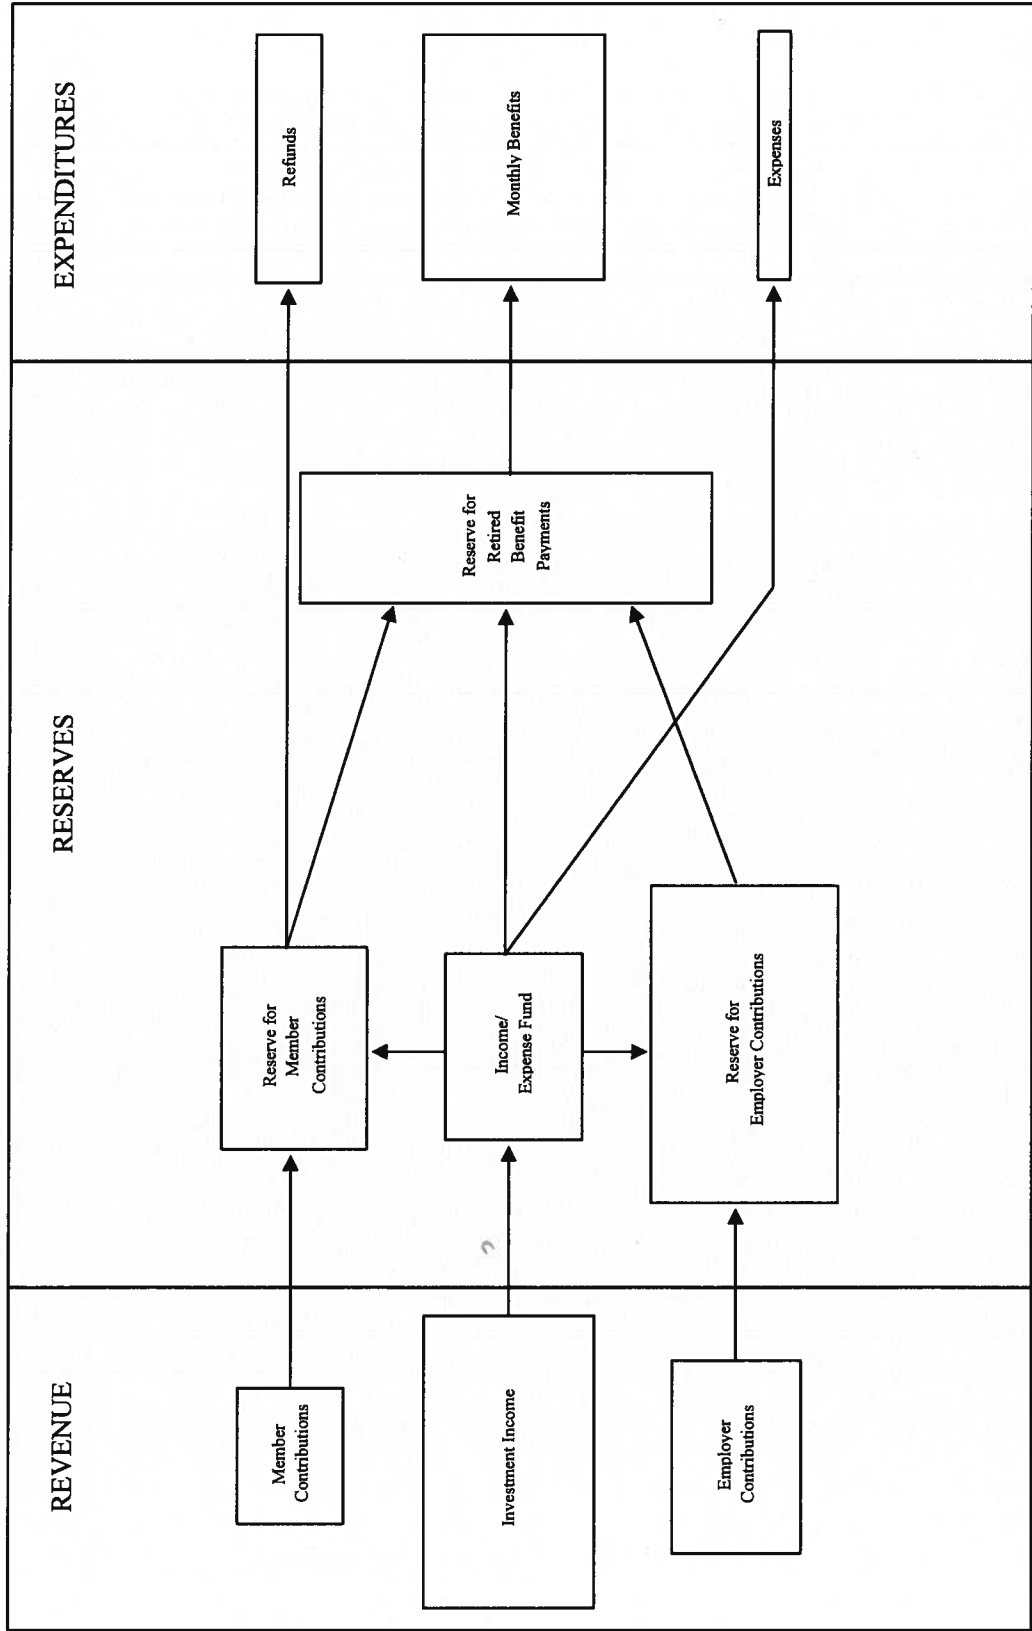 REVENUE
RESERVES
EXPENDITURES
Member
Contributions
Reserve for
Member
Contributions
Refunds
Investment Income
Income/
Expense Fund
Reserve for
Retired
Benefit
Payments
Monthly Benefits
Employer
Contributions
Reserve for
Employer Contributions
Expenses